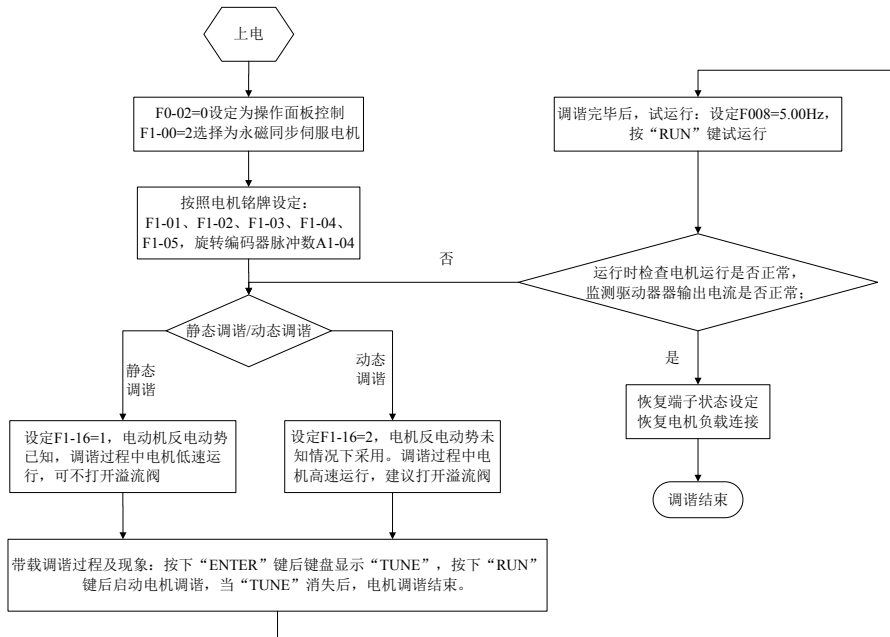 上电
F0-02=0设定为操作面板控制
F1-00=2选择为永磁同步伺服电机
按照电机铭牌设定：
F1-01、F1-02、F1-03、F1-04、
F1-05，旋转编码器脉冲数A1-04
静态调谐/动态调谐
静态
调谐
动态
调谐
设定F1-16=1，电动机反电动势
已知，调谐过程中电机低速运
行，可不打开溢流阀
设定F1-16=2，电机反电动势未
知情况下采用。调谐过程中电
机高速运行，建议打开溢流阀
带载调谐过程及现象：按下“ENTER”键后键盘显示“TUNE”，按下“RUN”
键后启动电机调谐，当“TUNE”消失后，电机调谐结束。
调谐完毕后，试运行：设定F008=5.00Hz，
按“RUN”键试运行
运行时检查电机运行是否正常，
监测驱动器器输出电流是否正常；
否
是
恢复端子状态设定
恢复电机负载连接
调谐结束